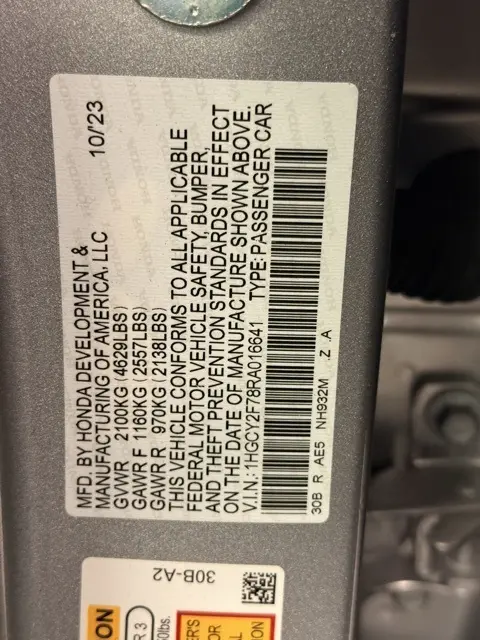 MFD. BY HONDA DEVELOPMENT &
MANUFACTURING OF AMERICA, LLC 10/'23
GVWR 2100KG (4629LBS)
GAWR F 1160KG (2557LBS)
GAWR R 970KG (2138LBS)
THIS VEHICLE CONFORMS TO ALL APPLICABLE
FEDERAL MOTOR VEHICLE SAFETY, BUMPER,
AND THEFT PREVENTION STANDARDS IN EFFECT
ON THE DATE OF MANUFACTURE SHOWN ABOVE.
V.I.N.: 1HGCY2F78RA016641 TYPE: PASSENGER CAR
30B R AE5 NH932M .Z .A
30B-A2
ON
R 3